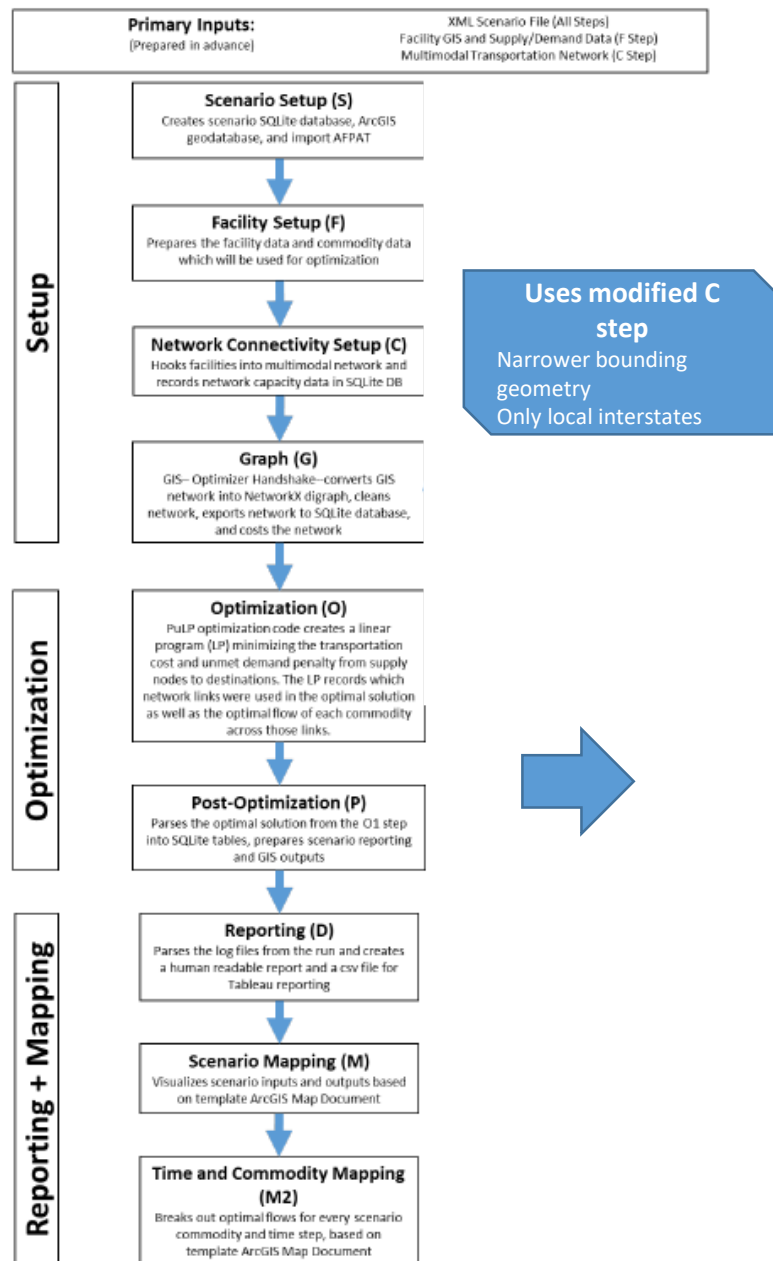 Primary Inputs:
(Prepared in advance)
XML Scenario File (All Steps)
Facility GIS and Supply/Demand Data (F Step)
Multimodal Transportation Network (C Step)
Setup
Scenario Setup (S)
Creates scenario SQLite database, ArcGIS
geodatabase, and import AFPAT
Facility Setup (F)
Prepares the facility data and commodity data
which will be used for optimization
Network Connectivity Setup (C)
Hooks facilities into multimodal network and
records network capacity data in SQLite DB
Graph (G)
GIS– Optimizer Handshake–converts GIS
network into NetworkX digraph, cleans
network, exports network to SQLite database,
and costs the network
Uses modified C
step
Narrower bounding
geometry
Only local interstates
Optimization
Optimization (O)
PuLP optimization code creates a linear
program (LP) minimizing the transportation
cost and unmet demand penalty from supply
nodes to destinations. The LP records which
network links were used in the optimal solution
as well as the optimal flow of each commodity
across those links.
Post-Optimization (P)
Parses the optimal solution from the O1 step
into SQLite tables, prepares scenario reporting
and GIS outputs
Reporting + Mapping
Reporting (D)
Parses the log files from the run and creates
a human readable report and a csv file for
Tableau reporting
Scenario Mapping (M)
Visualizes scenario inputs and outputs based
on template ArcGIS Map Document
Time and Commodity Mapping
(M2)
Breaks out optimal flows for every scenario
commodity and time step, based on
template ArcGIS Map Document